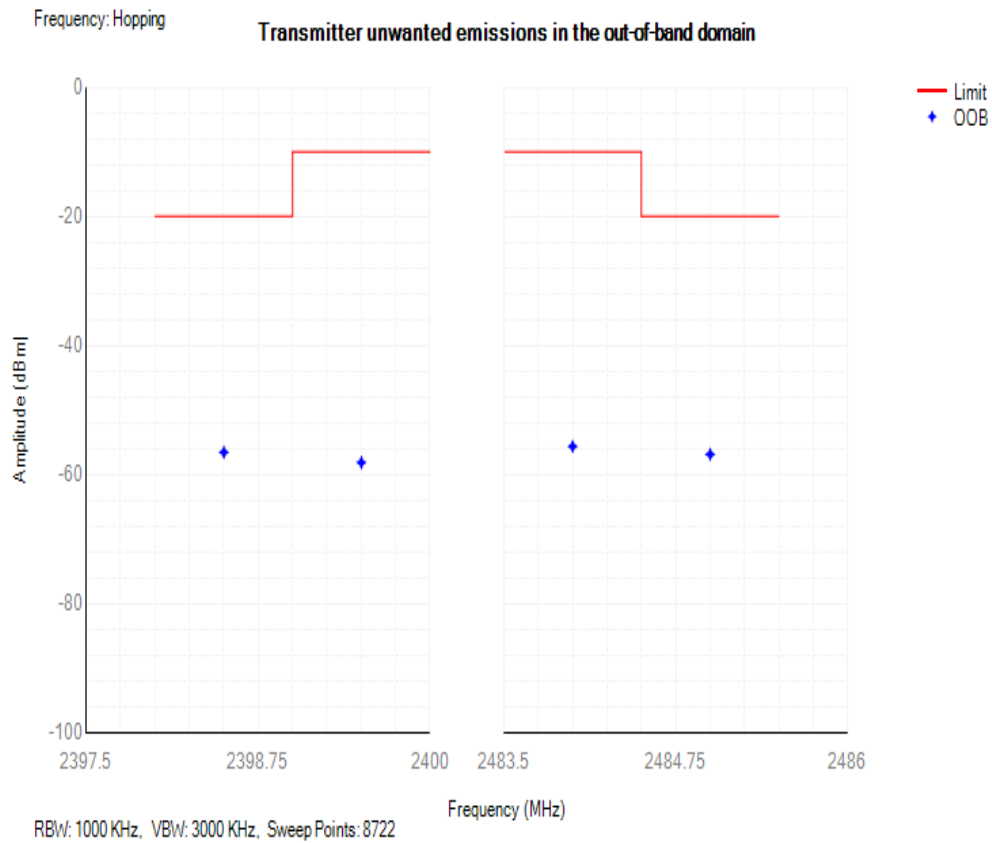 Frequency: Hopping
Transmitter unwanted emissions in the out-of-band domain
Limit
OOB
0
-20
-40
-60
-80
-100
Amplitude (dBm)
2397.5 2398.75 2400 2483.5 2484.75 2486
Frequency (MHz)
RBW: 1000 KHz, VBW: 3000 KHz, Sweep Points: 8722